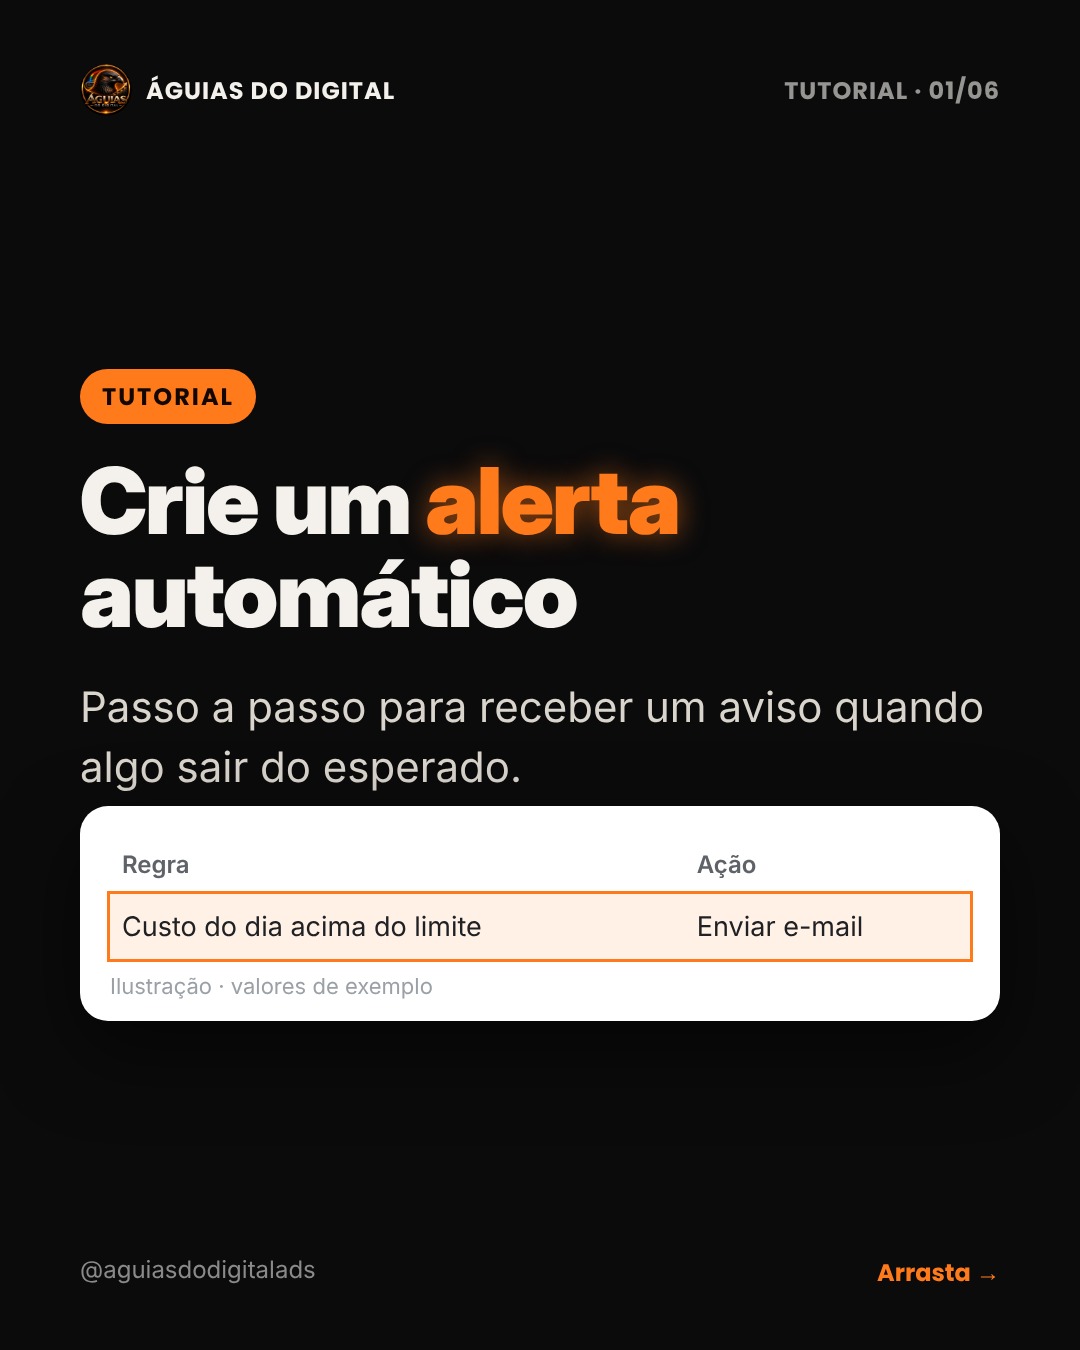 ÁGUIAS
ÁGUIAS DO DIGITAL
TUTORIAL · 01/06
TUTORIAL
Crie um alerta
automático
Passo a passo para receber um aviso quando
algo sair do esperado.
Regra Ação
Custo do dia acima do limite Enviar e-mail
Ilustração · valores de exemplo
@aguiasdodigitalads
Arrasta →